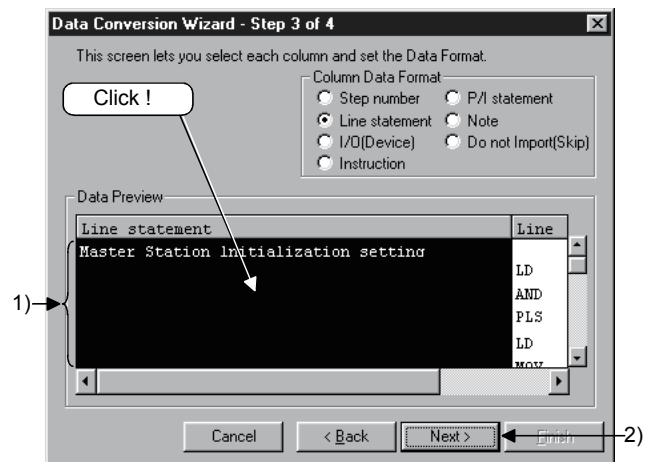 Data Conversion Wizard - Step 3 of 4
This screen lets you select each column and set the Data Format.
Column Data Format
Click !
Step number
P/I statement
Line statement
Note
I/O(Device)
Do not Import(Skip)
Instruction
Data Preview
Line statement
Line
Master Station Initialization setting
LD
AND
PLS
LD
MOV
1)
Cancel
< Back
Next >
Finish
2)